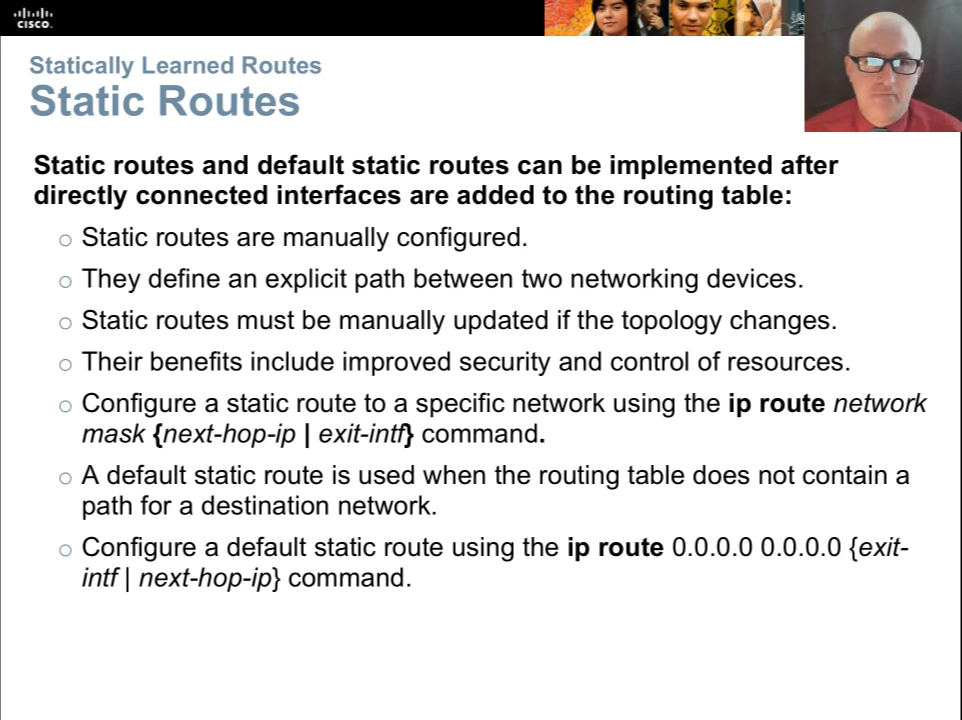 CISCO.
Statically Learned Routes
Static Routes
Static routes and default static routes can be implemented after
directly connected interfaces are added to the routing table:
○ Static routes are manually configured.
○ They define an explicit path between two networking devices.
○ Static routes must be manually updated if the topology changes.
○ Their benefits include improved security and control of resources.
○ Configure a static route to a specific network using the ip route network
mask {next-hop-ip | exit-intf} command.
○ A default static route is used when the routing table does not contain a
path for a destination network.
○ Configure a default static route using the ip route 0.0.0.0 0.0.0.0 {exit-
intf | next-hop-ip} command.